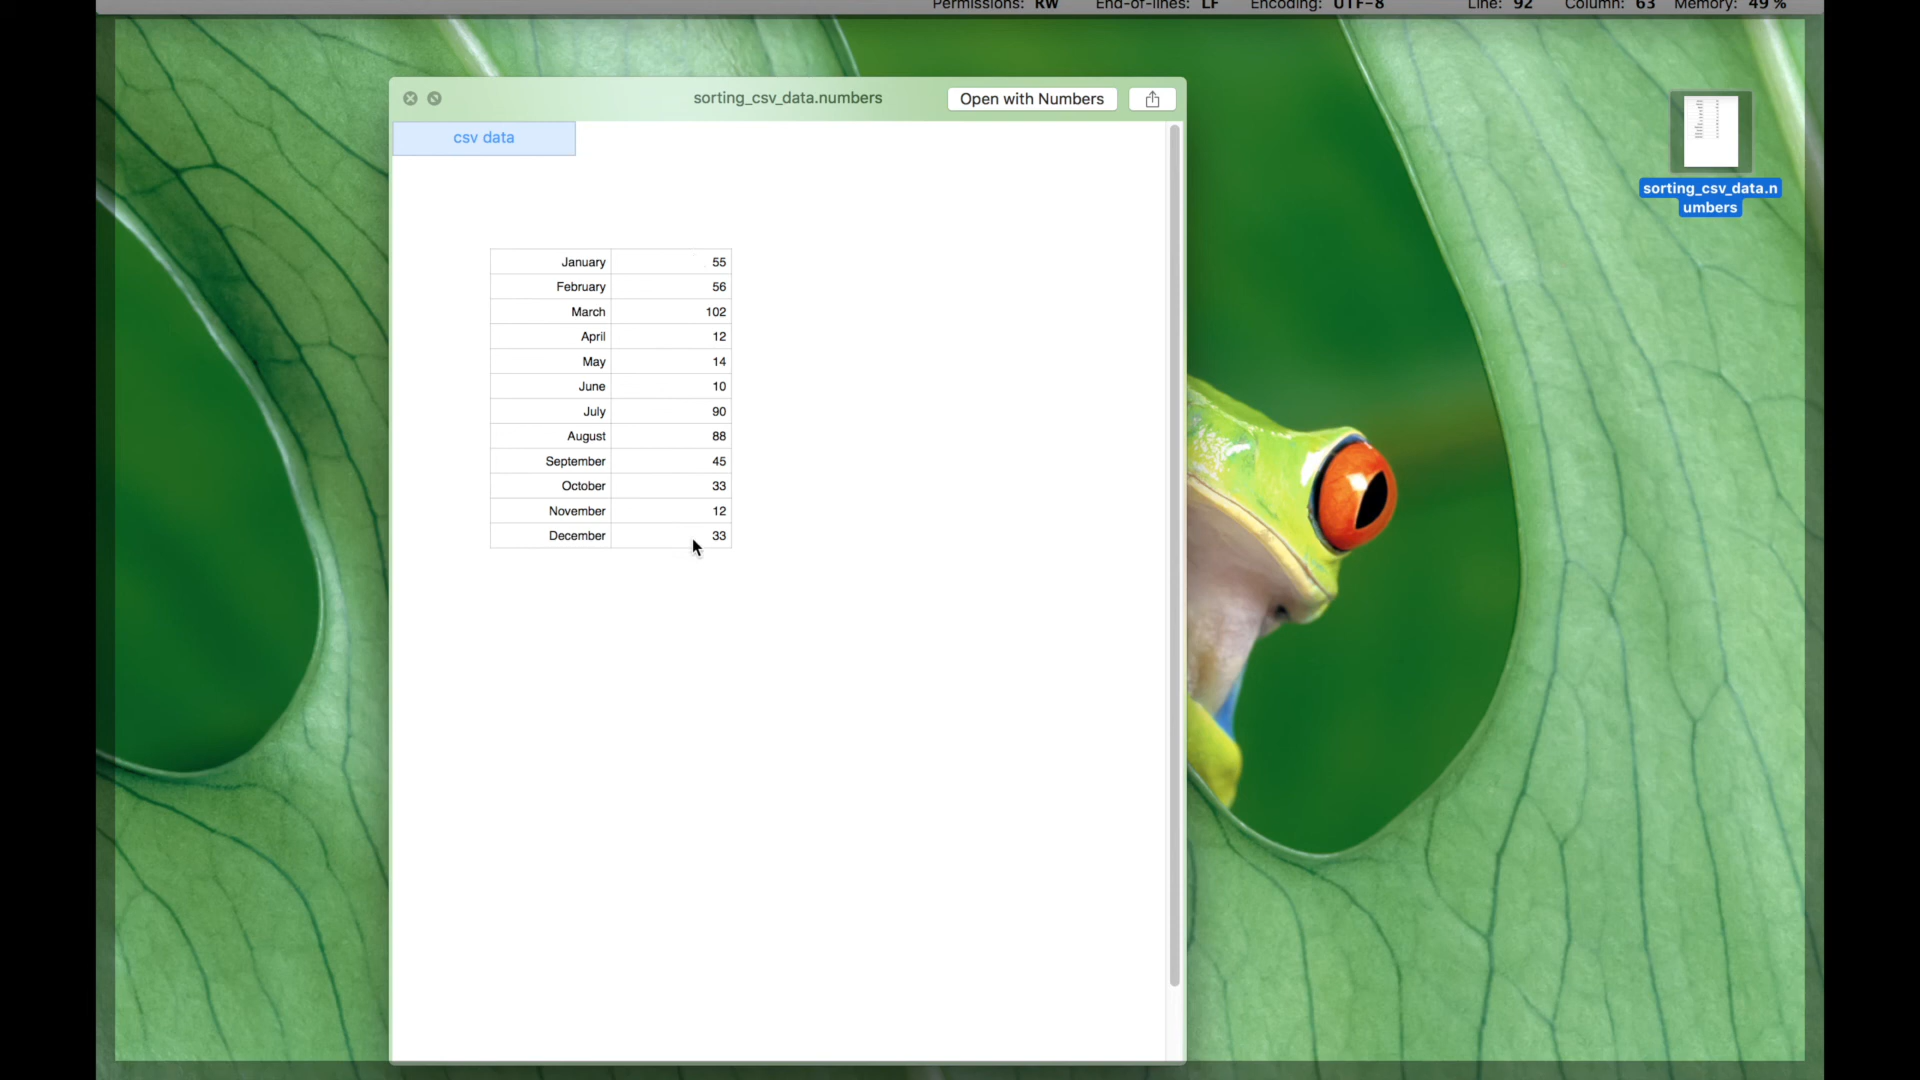 Permissions: RW End-of-lines: LF Encoding: UTF-8 Line: 92 Column: 63 Memory: 49 %
sorting_csv_data.numbers Open with Numbers
csv data
sorting_csv_data.n
umbers
January 55
February 56
March 102
April 12
May 14
June 10
July 90
August 88
September 45
October 33
November 12
December 33